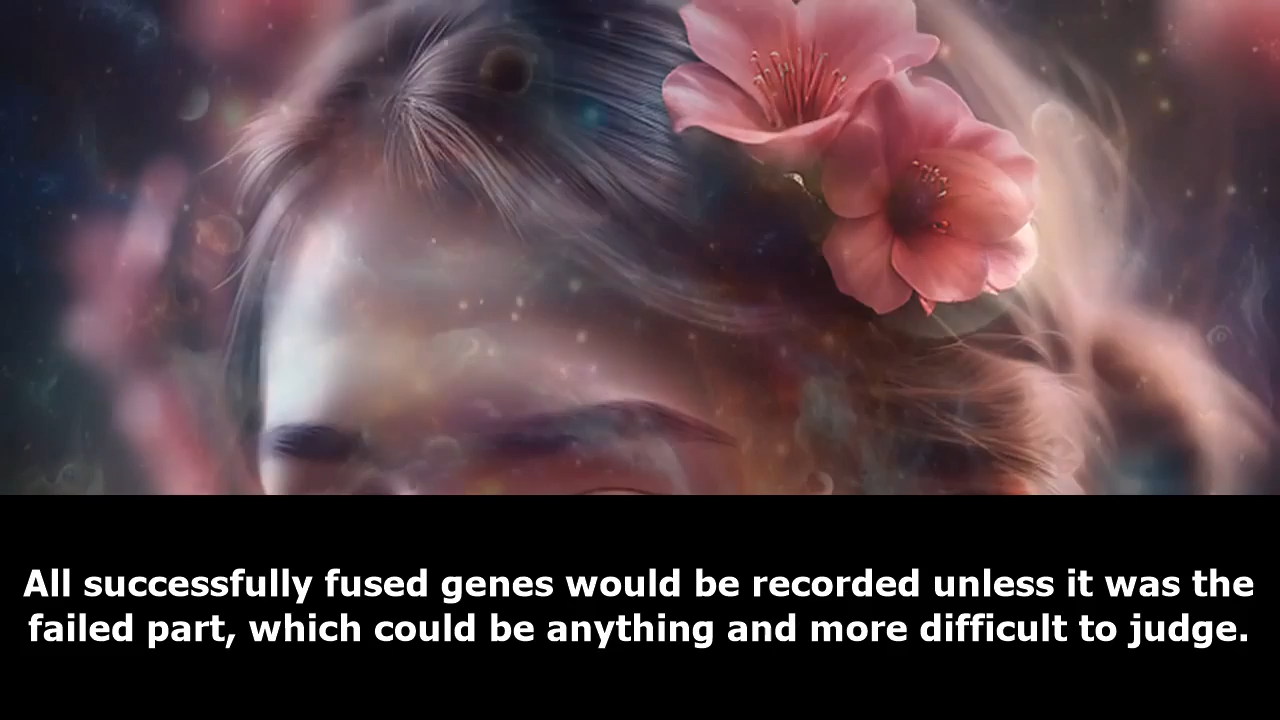 All successfully fused genes would be recorded unless it was the
failed part, which could be anything and more difficult to judge.